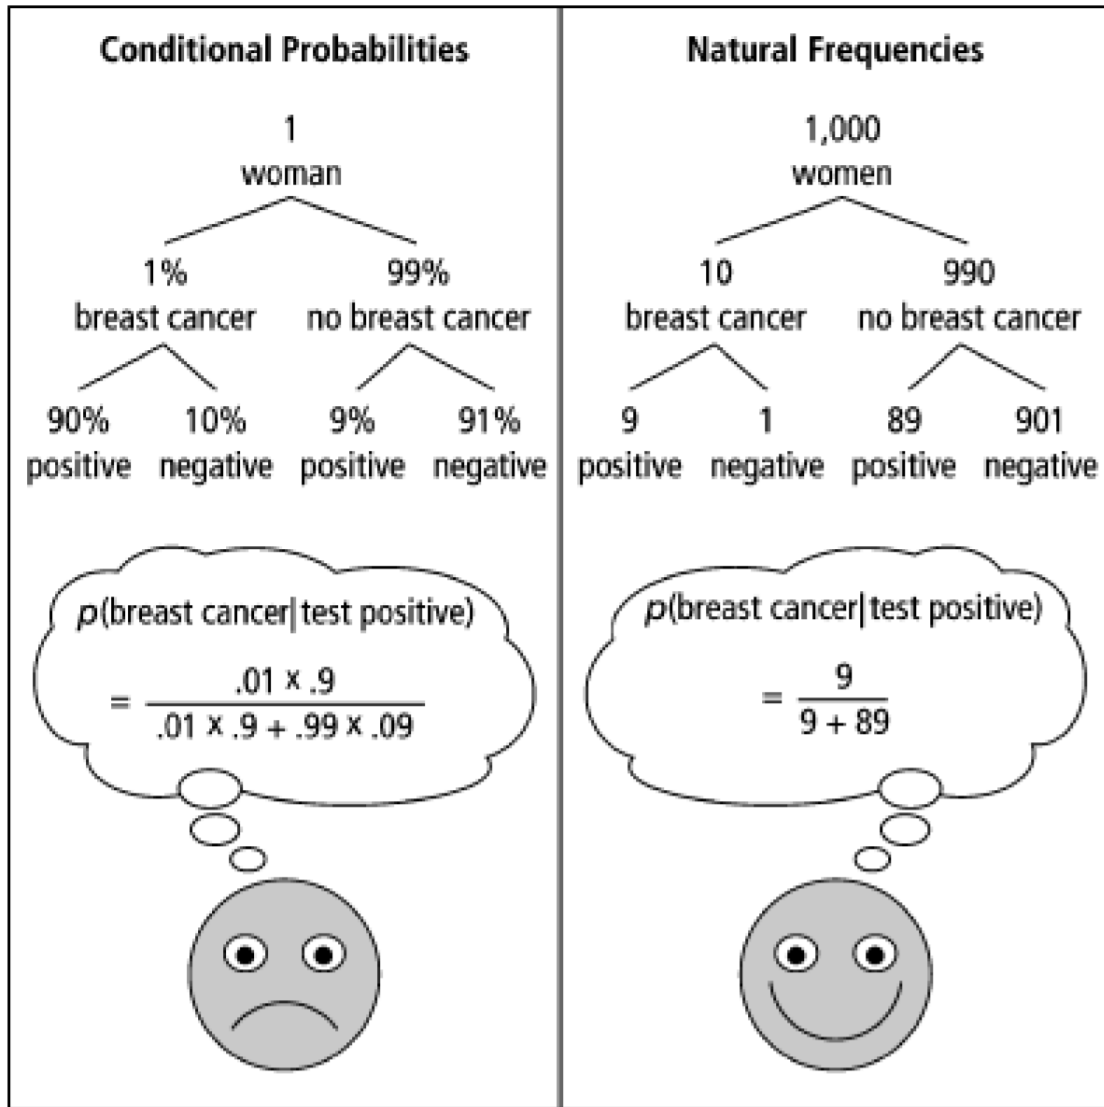 Conditional Probabilities
1
woman
1% 99%
breast cancer no breast cancer
90% 10% 9% 91%
positive negative positive negative
p(breast cancer|test positive)
.01 × .9
=
.01 × .9 + .99 × .09
Natural Frequencies
1,000
women
10 990
breast cancer no breast cancer
9 1 89 901
positive negative positive negative
p(breast cancer|test positive)
9
=
9 + 89